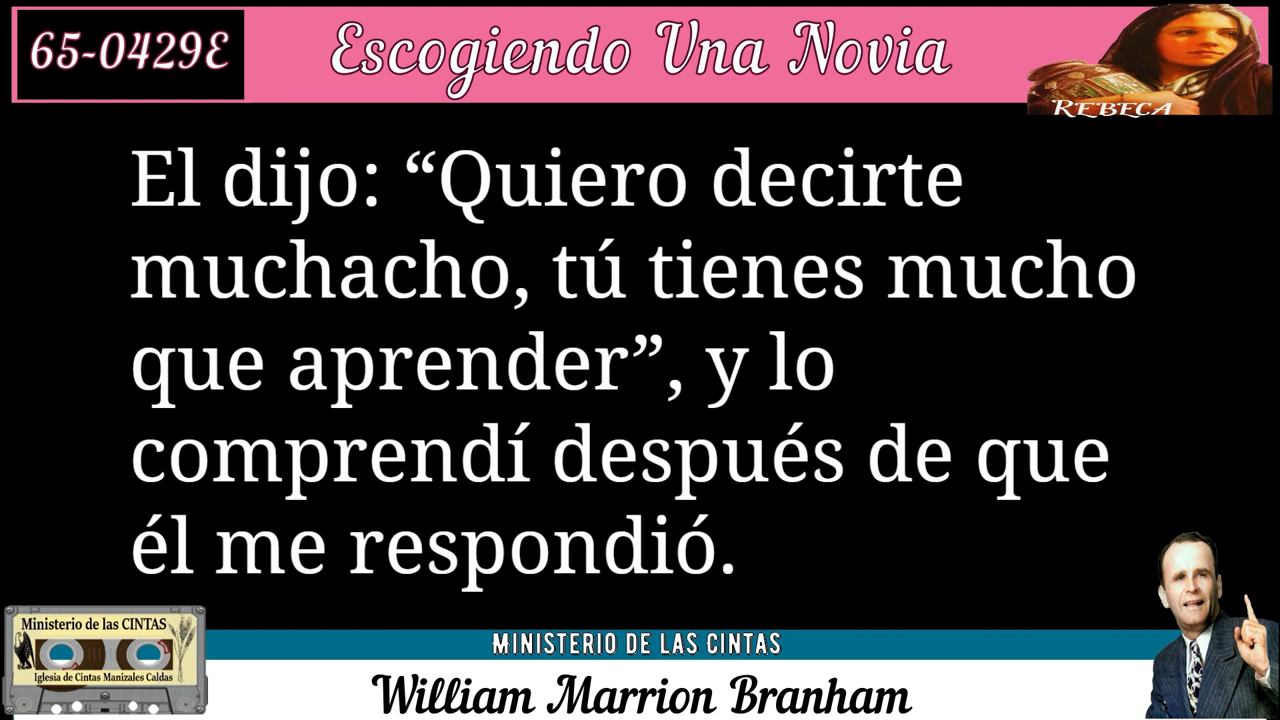 65-0429E
Escogiendo Una Novia
REBECA
El dijo: “Quiero decirte
muchacho, tú tienes mucho
que aprender”, y lo
comprendí después de que
él me respondió.
Ministerio de las CINTAS
Iglesia de Cintas Manizales Caldas
MINISTERIO DE LAS CINTAS
William Marrion Branham